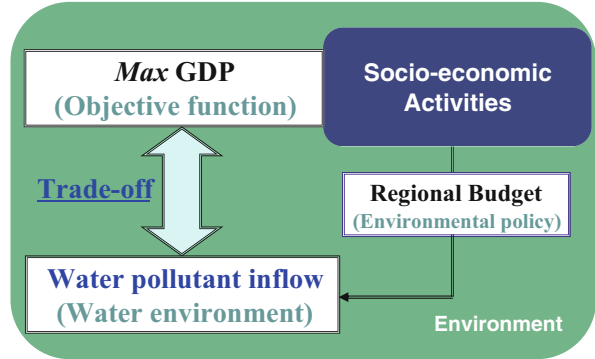 Max GDP
(Objective function)
Socio-economic
Activities
Trade-off
Regional Budget
(Environmental policy)
Water pollutant inflow
(Water environment)
Environment